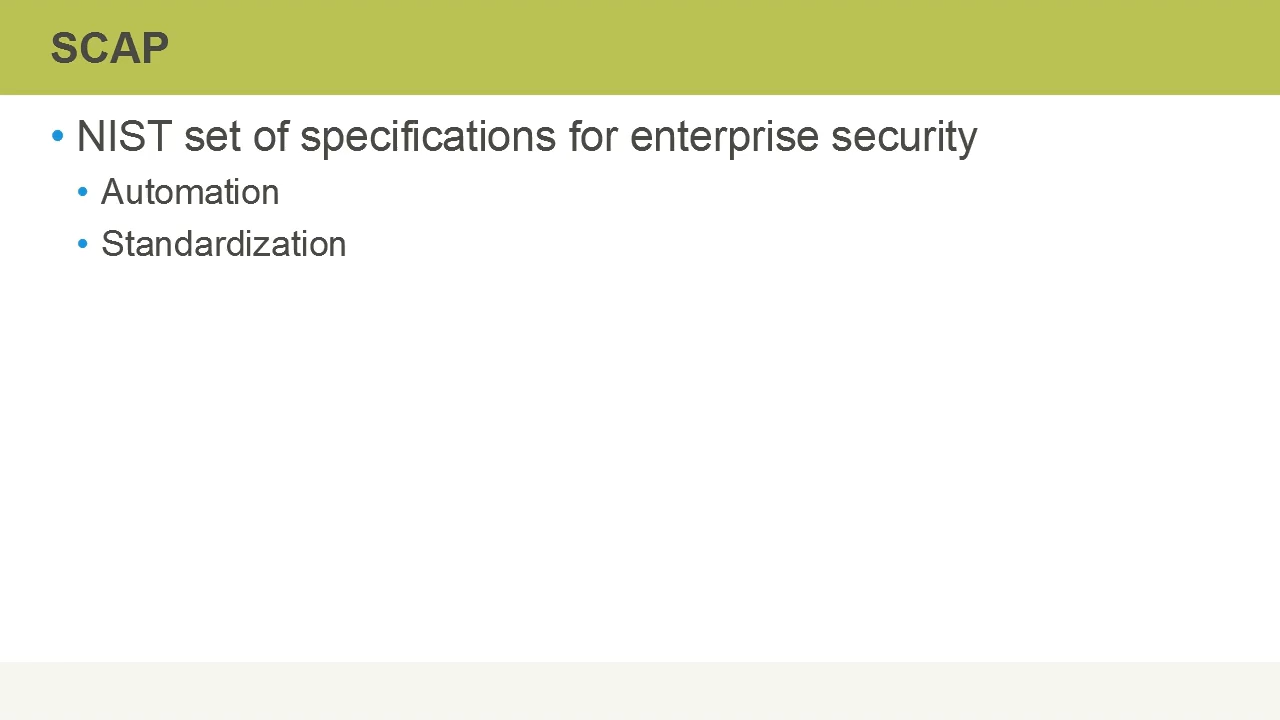 SCAP
• NIST set of specifications for enterprise security
• Automation
• Standardization